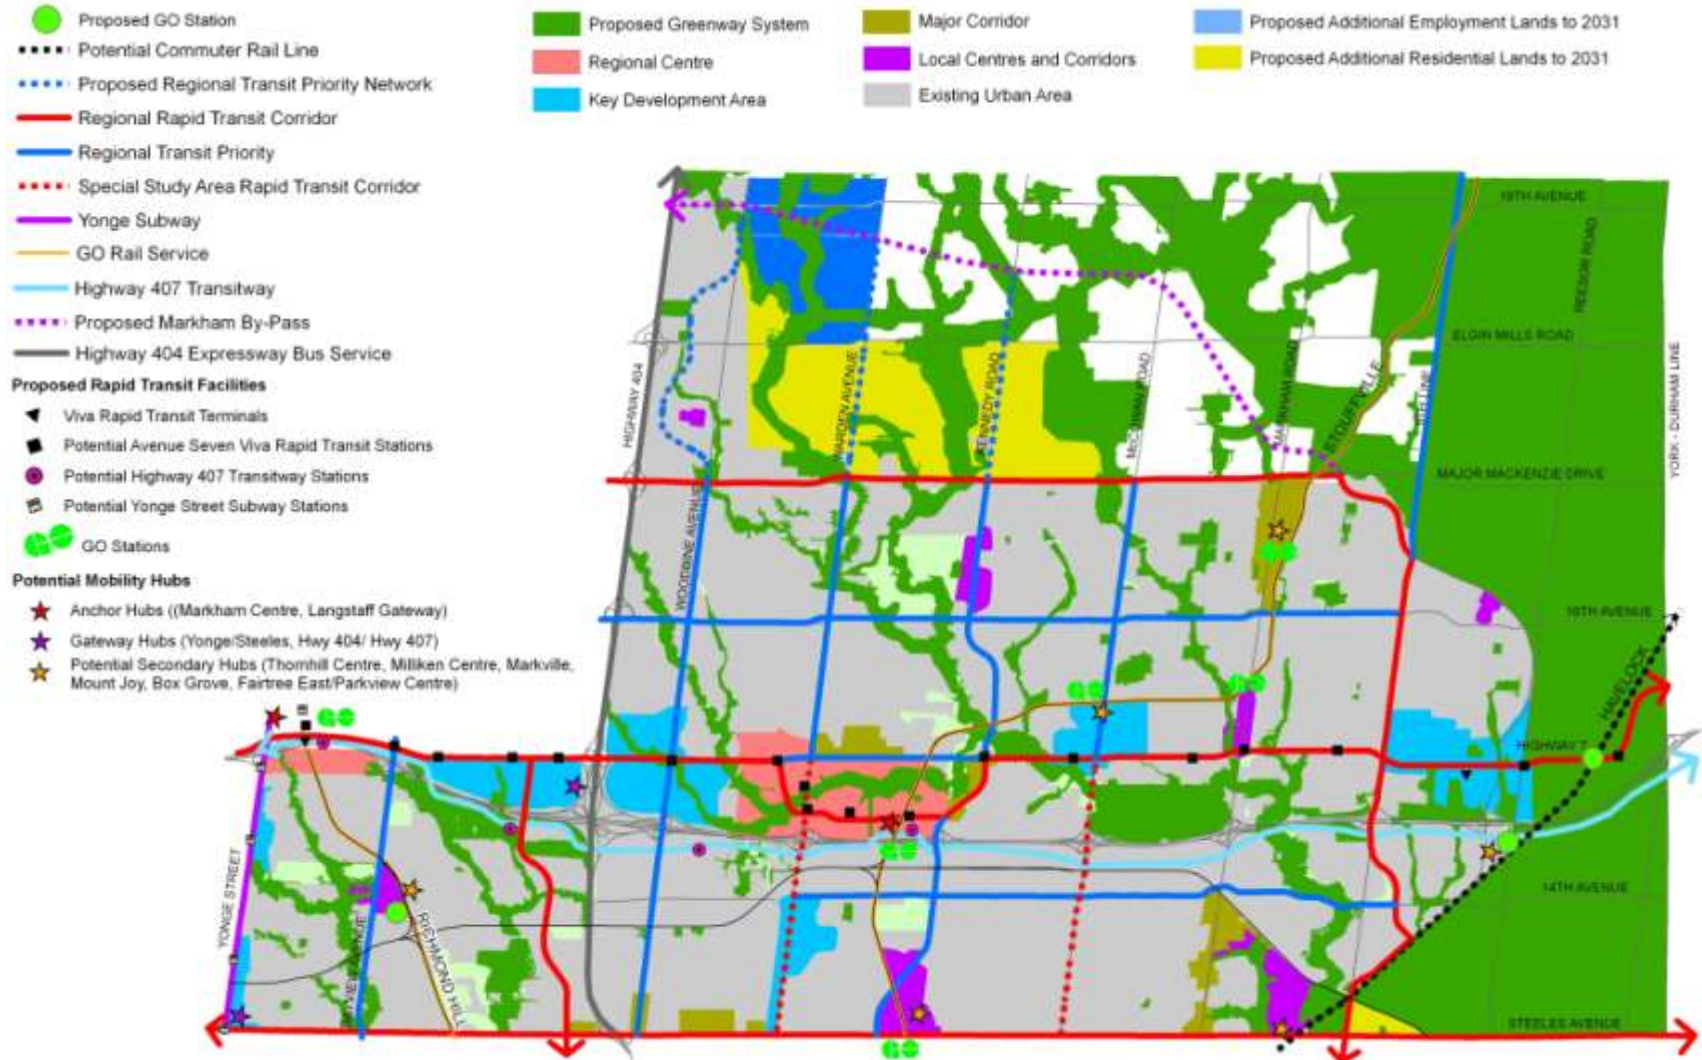 Proposed GO Station
Potential Commuter Rail Line
Proposed Regional Transit Priority Network
Regional Rapid Transit Corridor
Regional Transit Priority
Special Study Area Rapid Transit Corridor
Yonge Subway
GO Rail Service
Highway 407 Transitway
Proposed Markham By-Pass
Highway 404 Expressway Bus Service
Proposed Rapid Transit Facilities
Viva Rapid Transit Terminals
Potential Avenue Seven Viva Rapid Transit Stations
Potential Highway 407 Transitway Stations
Potential Yonge Street Subway Stations
GO Stations
Potential Mobility Hubs
Anchor Hubs ((Markham Centre, Langstaff Gateway)
Gateway Hubs (Yonge/Steeles, Hwy 404/ Hwy 407)
Potential Secondary Hubs (Thornhill Centre, Milliken Centre, Markville,
Mount Joy, Box Grove, Fairtree East/Parkview Centre)
Proposed Greenway System
Regional Centre
Key Development Area
Major Corridor
Local Centres and Corridors
Existing Urban Area
Proposed Additional Employment Lands to 2031
Proposed Additional Residential Lands to 2031
19TH AVENUE
REESOR ROAD
ELGIN MILLS ROAD
HIGHWAY 404
WARDEN AVENUE
KENNEDY ROAD
MCCOWAN ROAD
MARKHAM ROAD
STOUFFVILLE
9TH LINE
YORK - DURHAM LINE
MAJOR MACKENZIE DRIVE
WOODBINE AVENUE
16TH AVENUE
HAVELOCK
HIGHWAY 7
YONGE STREET
BAYVIEW AVENUE
RICHMOND HILL
14TH AVENUE
STEELES AVENUE